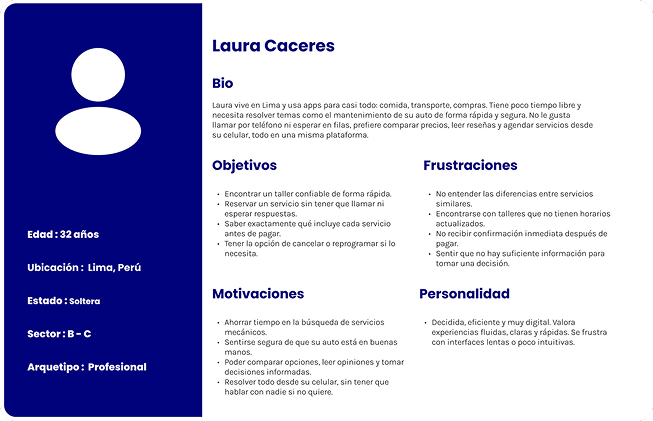 Laura Caceres
Bio
Laura vive en Lima y usa apps para casi todo: comida, transporte, compras. Tiene poco tiempo libre y
necesita resolver temas como el mantenimiento de su auto de forma rápida y segura. No le gusta
llamar por teléfono ni esperar en filas, prefiere comparar precios, leer reseñas y agendar servicios desde
su celular, todo en una misma plataforma.
Edad : 32 años
Ubicación : Lima, Perú
Estado : Soltera
Sector : B - C
Arquetipo : Profesional
Objetivos
• Encontrar un taller confiable de forma rápida.
• Reservar un servicio sin tener que llamar ni
esperar respuestas.
• Saber exactamente qué incluye cada servicio
antes de pagar.
• Tener la opción de cancelar o reprogramar si lo
necesita.
Frustraciones
• No entender las diferencias entre servicios
similares.
• Encontrarse con talleres que no tienen horarios
actualizados.
• No recibir confirmación inmediata después de
pagar.
• Sentir que no hay suficiente información para
tomar una decisión.
Motivaciones
• Ahorrar tiempo en la búsqueda de servicios
mecánicos.
• Sentirse segura de que su auto está en buenas
manos.
• Poder comparar opciones, leer opiniones y tomar
decisiones informadas.
• Resolver todo desde su celular, sin tener que
hablar con nadie si no quiere.
Personalidad
• Decidida, eficiente y muy digital. Valora
experiencias fluidas, claras y rápidas. Se frustra
con interfaces lentas o poco intuitivas.